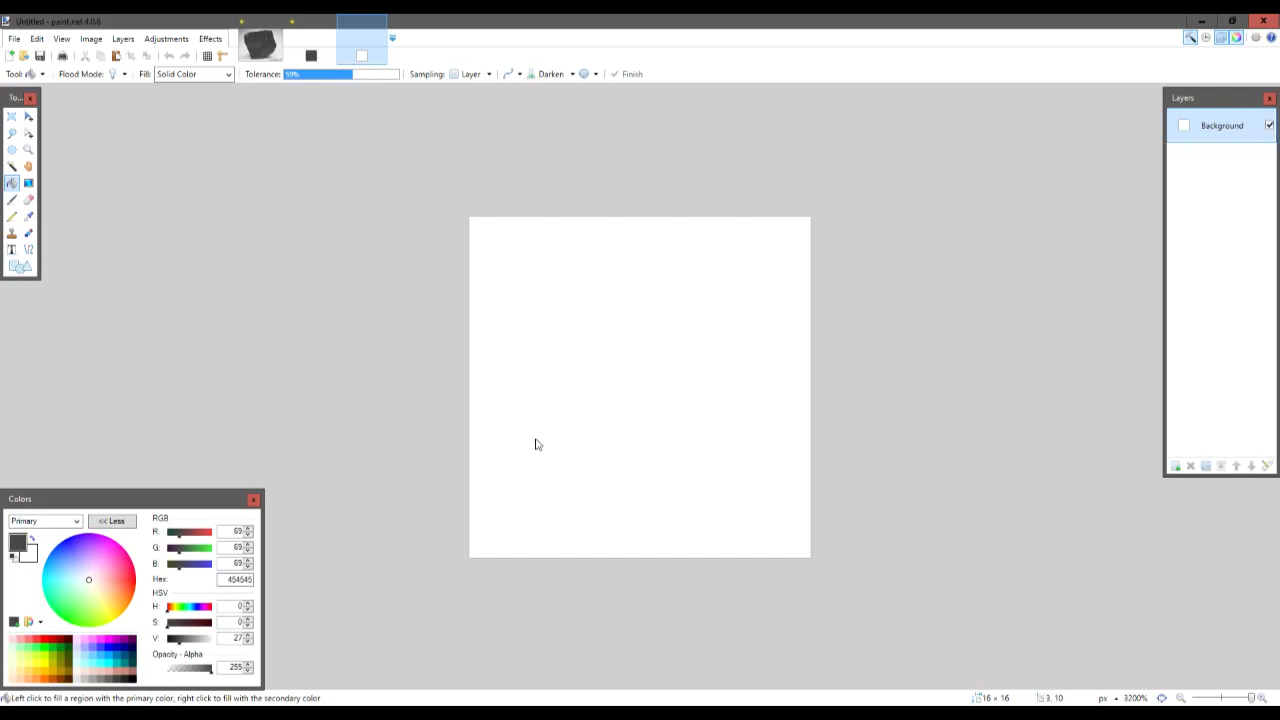 Untitled - paint.net 4.0.6
File Edit View Image Layers Adjustments Effects
Tool: Flood Mode: Fill: Solid Color Tolerance: 59% Sampling: Layer Darken Finish
To...
Layers
Background
Colors
Primary
<< Less
RGB
R: 69
G: 69
B: 69
Hex: 454545
HSV
H: 0
S: 0
V: 27
Opacity - Alpha
255
Left click to fill a region with the primary color, right click to fill with the secondary color
16 × 16
3, 10
px
3200%